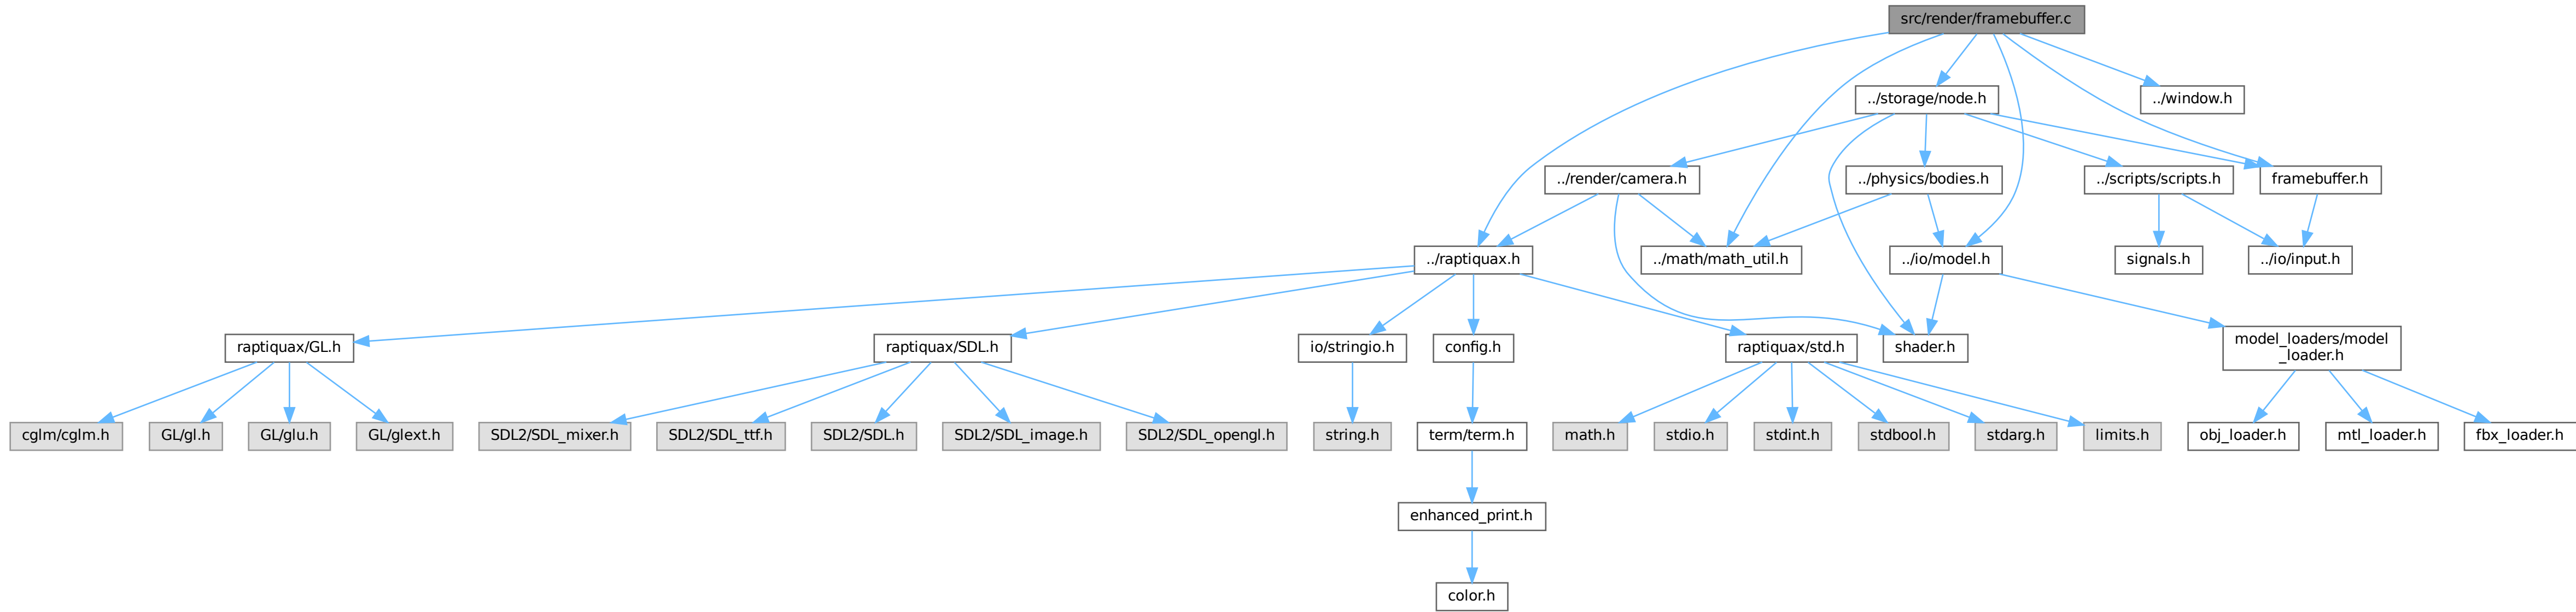 src/render/framebuffer.c
../storage/node.h
../window.h
../render/camera.h
../physics/bodies.h
../scripts/scripts.h
framebuffer.h
../raptiquax.h
../math/math_util.h
../io/model.h
signals.h
../io/input.h
raptiquax/GL.h
raptiquax/SDL.h
io/stringio.h
config.h
raptiquax/std.h
shader.h
model_loaders/model
_loader.h
cglm/cglm.h
GL/gl.h
GL/glu.h
GL/glext.h
SDL2/SDL_mixer.h
SDL2/SDL_ttf.h
SDL2/SDL.h
SDL2/SDL_image.h
SDL2/SDL_opengl.h
string.h
term/term.h
math.h
stdio.h
stdint.h
stdbool.h
stdarg.h
limits.h
obj_loader.h
mtl_loader.h
fbx_loader.h
enhanced_print.h
color.h